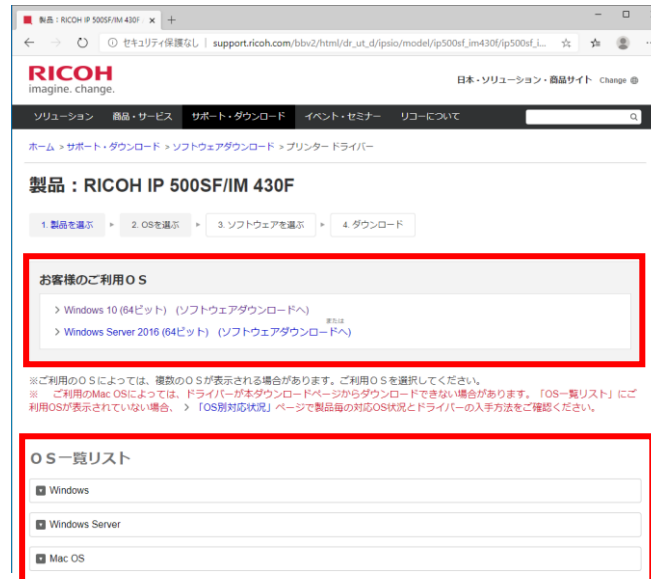 製品 : RICOH IP 500SF/IM 430F
セキュリティ保護なし | support.ricoh.com/bbv2/html/dr_ut_d/ipsio/model/ip500sf_im430f/ip500sf_i...
RICOH
imagine. change.
日本 - ソリューション・商品サイト Change
ソリューション 商品・サービス サポート・ダウンロード イベント・セミナー リコーについて
ホーム > サポート・ダウンロード > ソフトウェアダウンロード > プリンター ドライバー
製品：RICOH IP 500SF/IM 430F
1. 製品を選ぶ 2. OSを選ぶ 3. ソフトウェアを選ぶ 4. ダウンロード
お客様のご利用ＯＳ
> Windows 10 (64ビット) (ソフトウェアダウンロードへ)
または
> Windows Server 2016 (64ビット) (ソフトウェアダウンロードへ)
※ご利用のＯＳによっては、複数のＯＳが表示される場合があります。ご利用ＯＳを選択してください。
※ ご利用のMac OSによっては、ドライバーが本ダウンロードページからダウンロードできない場合があります。「OS一覧リスト」にご
利用OSが表示されていない場合、 > 「OS別対応状況」ページで製品毎の対応OS状況とドライバーの入手方法をご確認ください。
ＯＳ一覧リスト
Windows
Windows Server
Mac OS